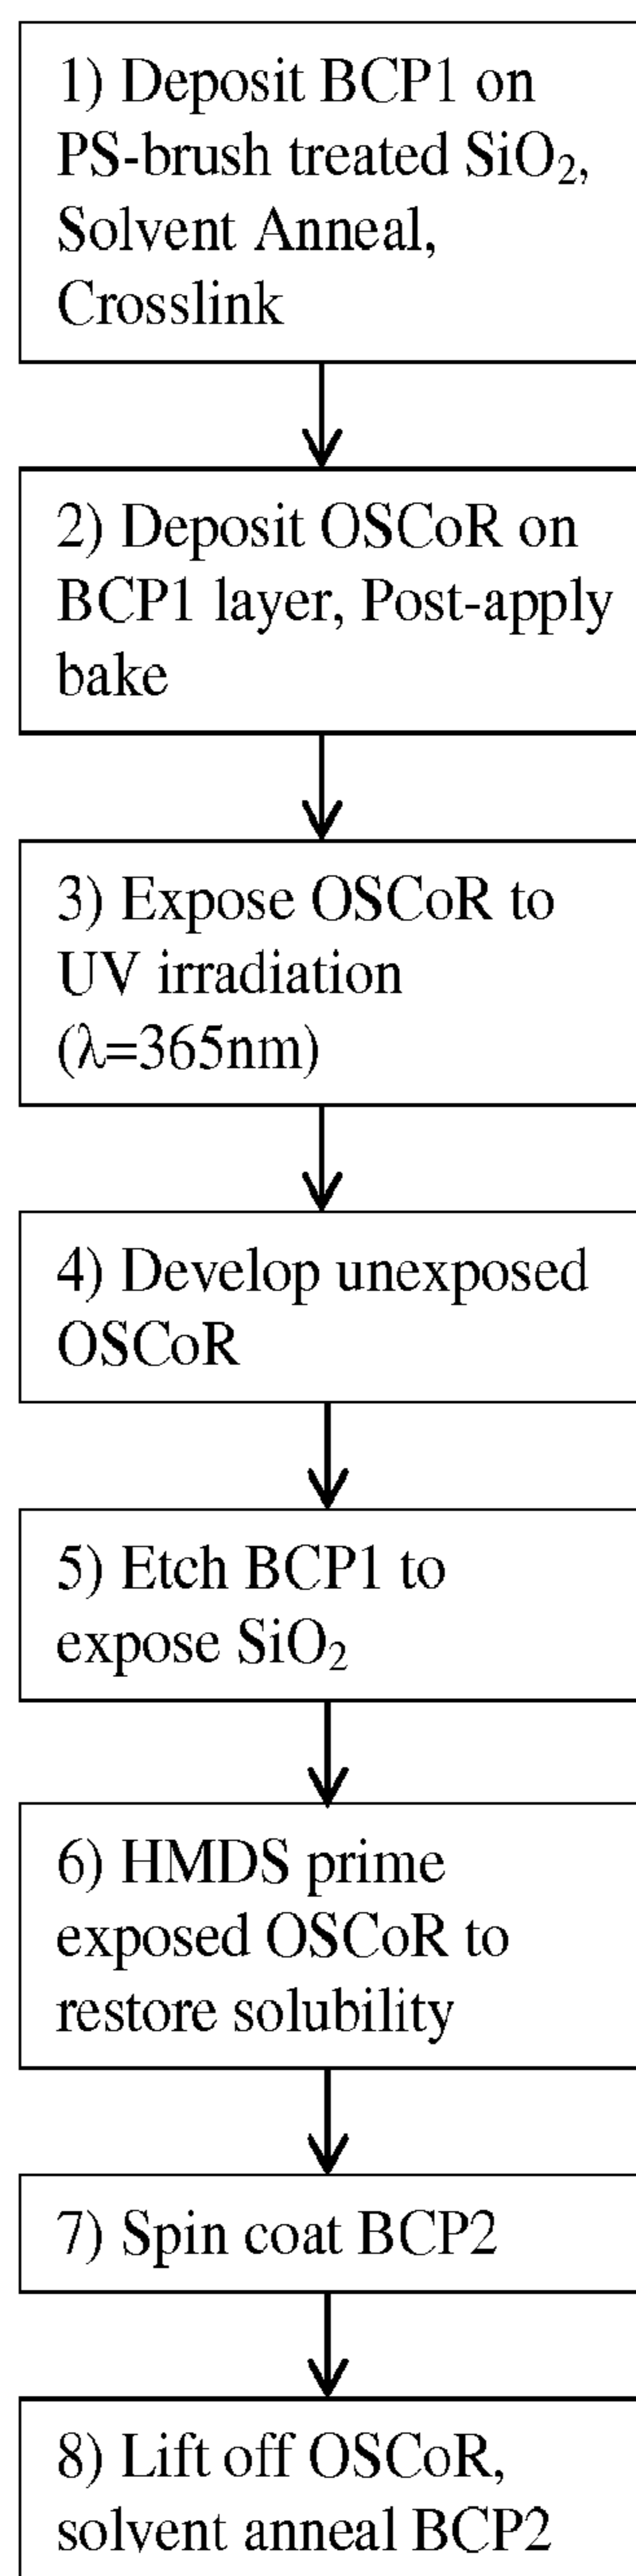 1) Deposit BCP1 on
PS-brush treated SiO₂,
Solvent Anneal,
Crosslink
2) Deposit OSCoR on
BCP1 layer, Post-apply
bake
3) Expose OSCoR to
UV irradiation
(λ=365nm)
4) Develop unexposed
OSCoR
5) Etch BCP1 to
expose SiO₂
6) HMDS prime
exposed OSCoR to
restore solubility
7) Spin coat BCP2
8) Lift off OSCoR,
solvent anneal BCP2